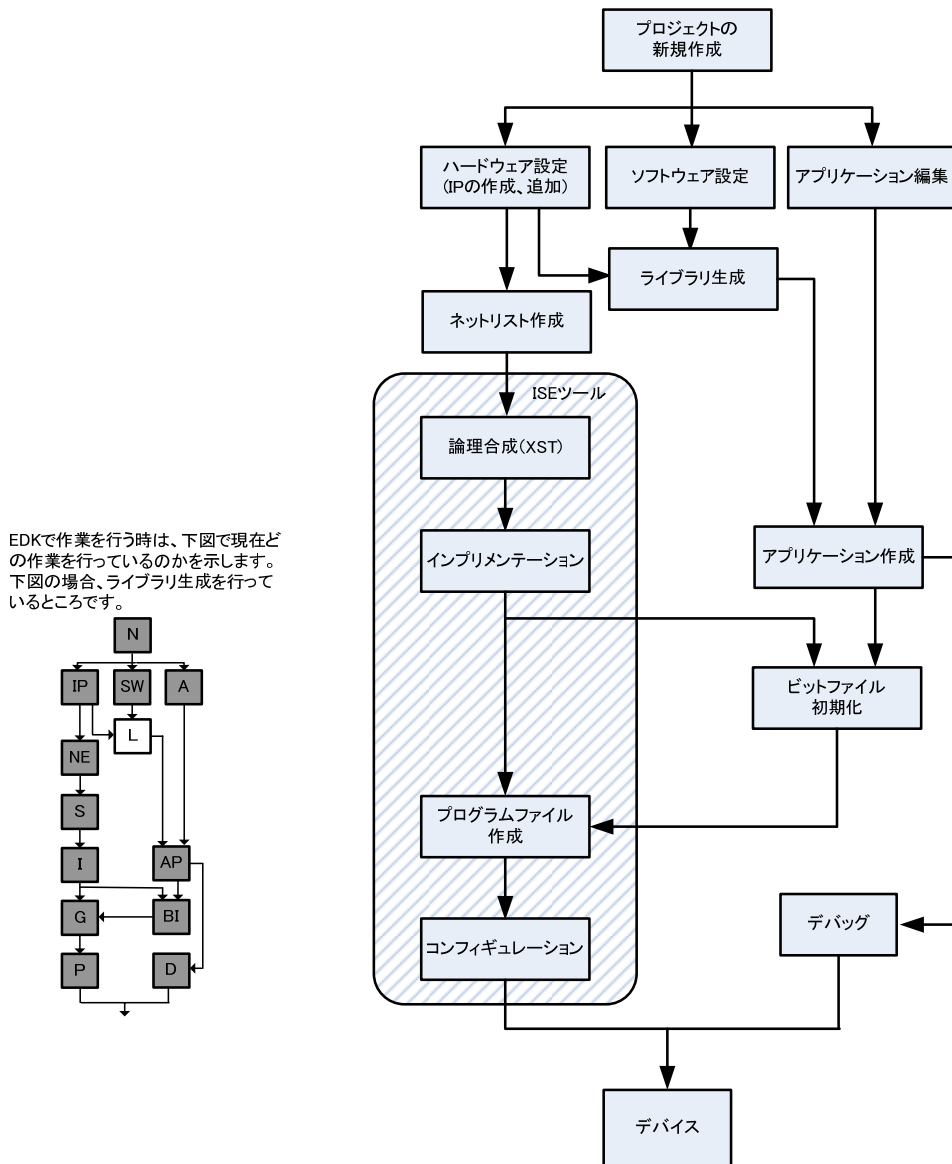 プロジェクトの
新規作成
ハードウェア設定
(IPの作成、追加)
ソフトウェア設定
アプリケーション編集
ライブラリ生成
ネットリスト作成
ISEツール
論理合成(XST)
インプリメンテーション
アプリケーション作成
ビットファイル
初期化
プログラムファイル
作成
コンフィギュレーション
デバッグ
デバイス
EDKで作業を行う時は、下図で現在ど
の作業を行っているのかを示します。
下図の場合、ライブラリ生成を行って
いるところです。
N
IP
SW
A
L
NE
S
I
AP
G
BI
P
D